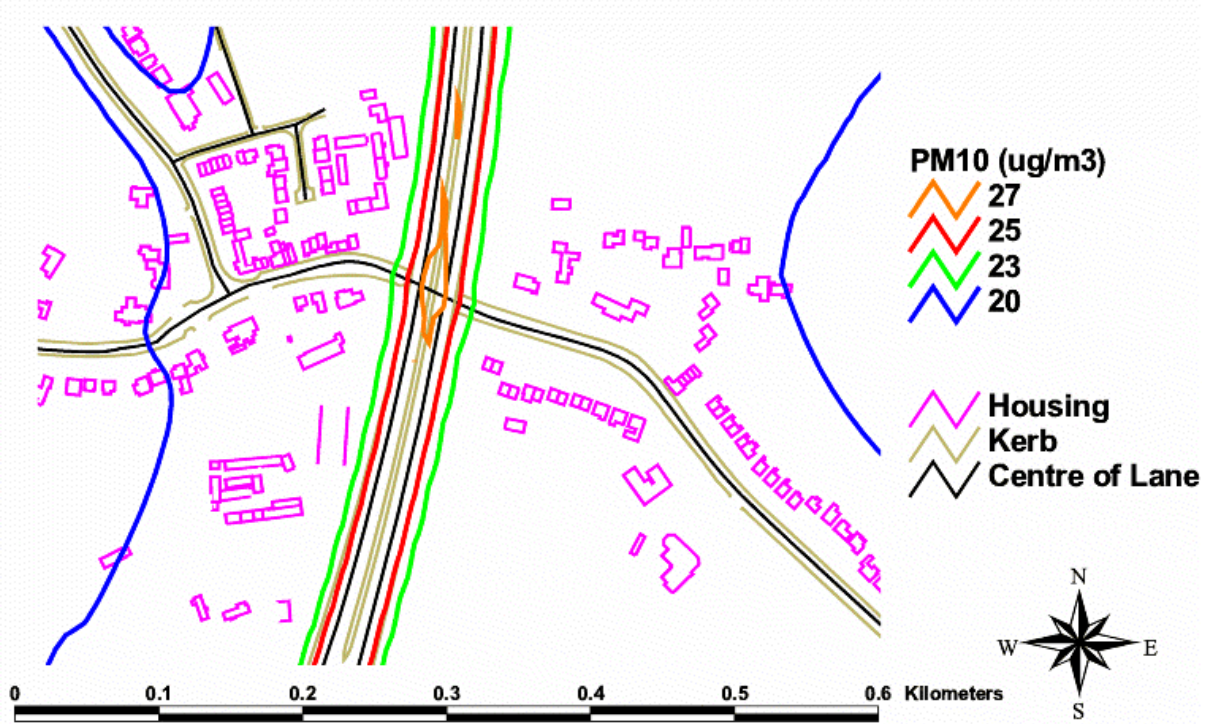 PM10 (ug/m3)
27
25
23
20
Housing
Kerb
Centre of Lane
N
W E
S
0 0.1 0.2 0.3 0.4 0.5 0.6 Kilometers